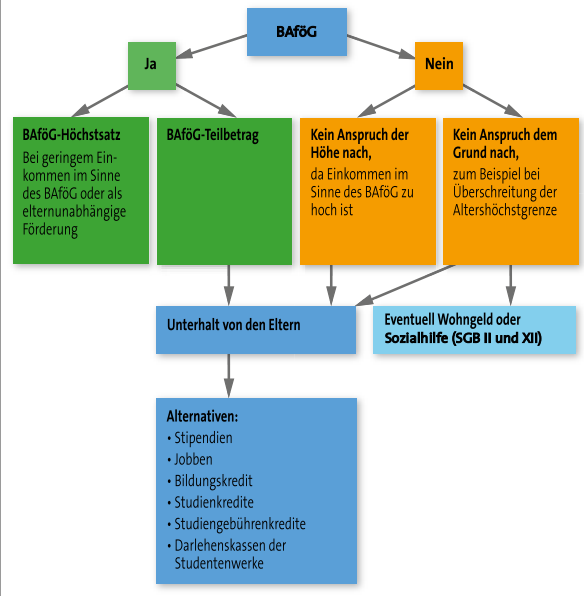 BAföG
Ja
Nein
BAföG-Höchstsatz
Bei geringem Ein-
kommen im Sinne
des BAföG oder als
elternunabhängige
Förderung
BAföG-Teilbetrag
Kein Anspruch der
Höhe nach,
da Einkommen im
Sinne des BAföG zu
hoch ist
Kein Anspruch dem
Grund nach,
zum Beispiel bei
Überschreitung der
Altershöchstgrenze
Unterhalt von den Eltern
Eventuell Wohngeld oder
Sozialhilfe (SGB II und XII)
Alternativen:
• Stipendien
• Jobben
• Bildungskredit
• Studienkredite
• Studiengebührenkredite
• Darlehenskassen der
Studentenwerke